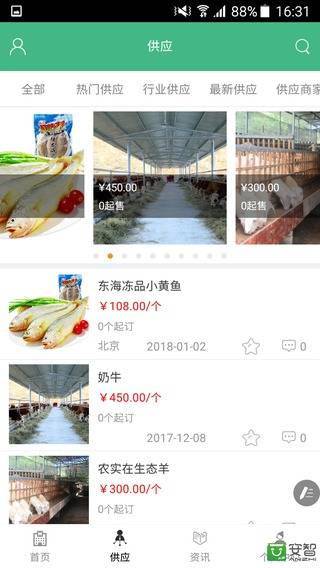 88% 16:31
供应
全部 热门供应 行业供应 最新供应 供应商家
¥450.00
0起售
¥300.00
0起售
东海冻品小黄鱼
¥108.00/个
0个起订
北京 2018-01-02 0
奶牛
¥450.00/个
0个起订
2017-12-08 0
农实在生态羊
¥300.00/个
0个起订
首页 供应 资讯 个
安智